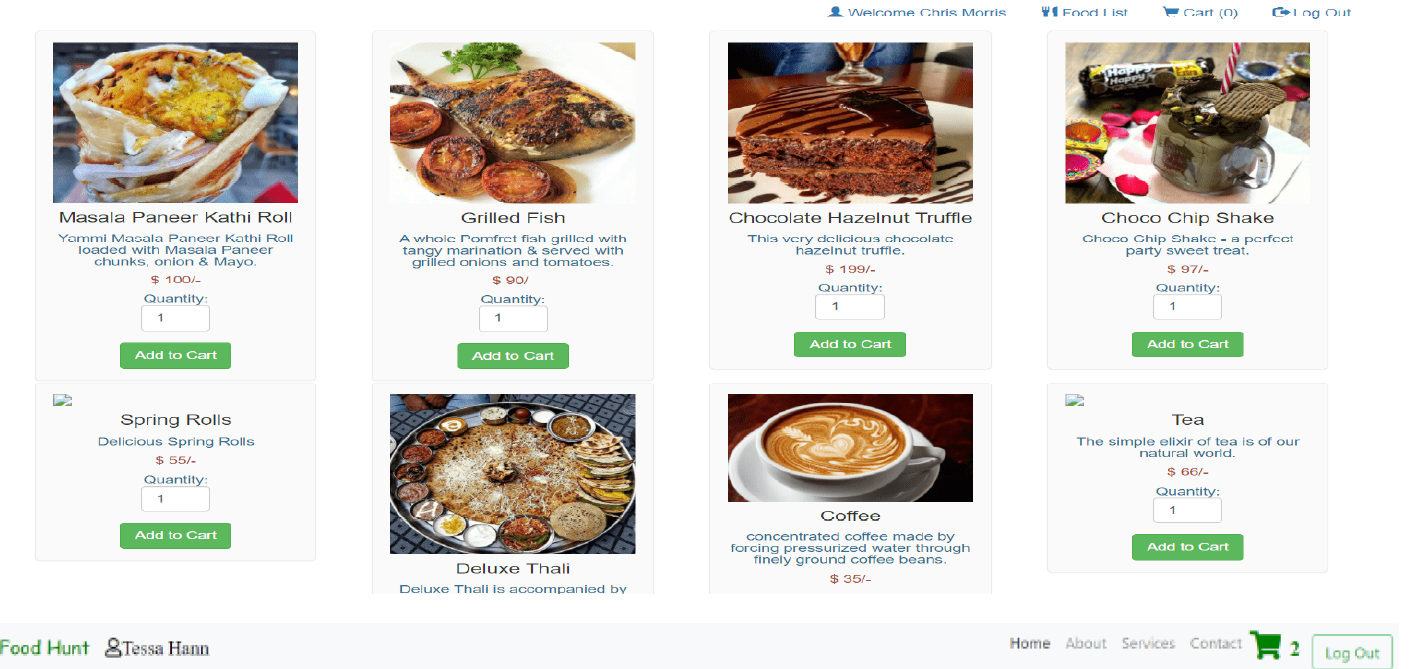 Welcome Chris Morris Food List Cart (0) Log Out
Happy Happy
Masala Paneer Kathi Roll
Yammi Masala Paneer Kathi Roll
loaded with Masala Paneer
chunks, onion & Mayo.
$ 100/-
Quantity:
1
Add to Cart
Grilled Fish
A whole Pomfret fish grilled with
tangy marination & served with
grilled onions and tomatoes.
$ 90/
Quantity:
1
Add to Cart
Chocolate Hazelnut Truffle
This very delicious chocolate
hazelnut truffle.
$ 199/-
Quantity:
1
Add to Cart
Choco Chip Shake
Choco Chip Shake - a perfect
party sweet treat.
$ 97/-
Quantity:
1
Add to Cart
Spring Rolls
Delicious Spring Rolls
$ 55/-
Quantity:
1
Add to Cart
Deluxe Thali
Deluxe Thali is accompanied by
Coffee
concentrated coffee made by
forcing pressurized water through
finely ground coffee beans.
$ 35/-
Tea
The simple elixir of tea is of our
natural world.
$ 66/-
Quantity:
1
Add to Cart
Food Hunt Tessa Hann Home About Services Contact 2 Log Out